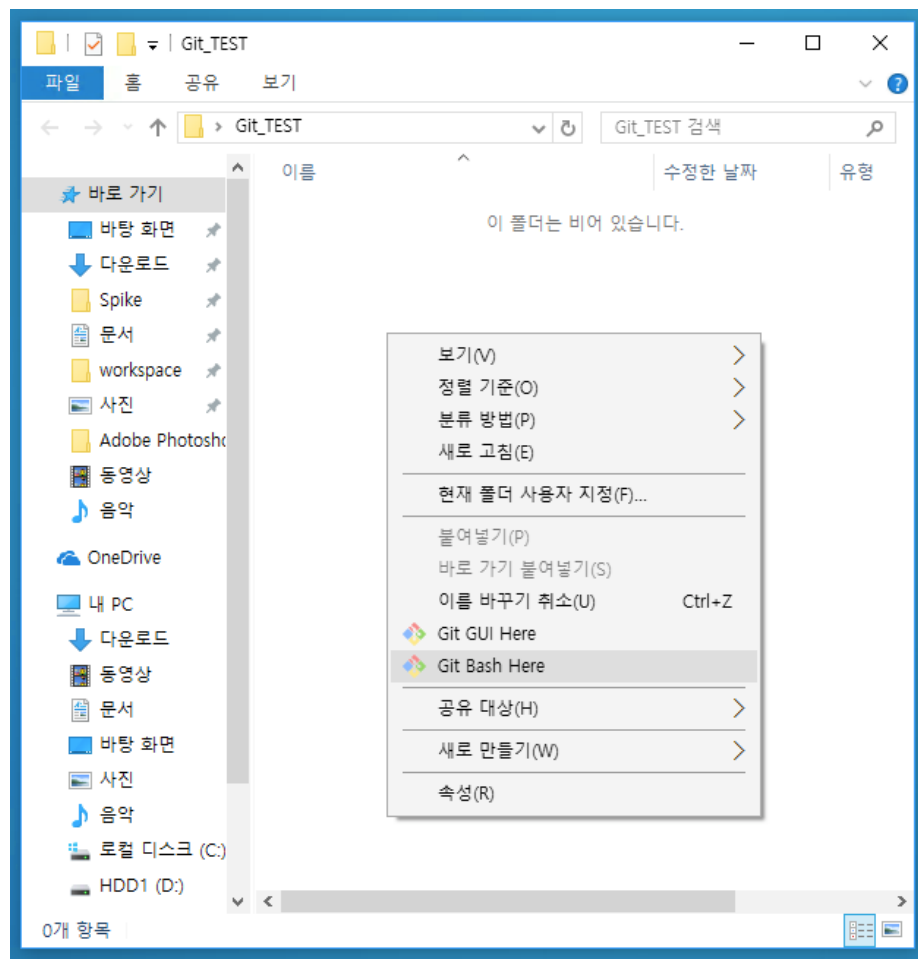 Git_TEST
파일 홈 공유 보기
Git_TEST Git_TEST 검색
이름 수정한 날짜 유형
이 폴더는 비어 있습니다.
바로 가기
바탕 화면
다운로드
Spike
문서
workspace
사진
Adobe Photosho
동영상
음악
OneDrive
내 PC
다운로드
동영상
문서
바탕 화면
사진
음악
로컬 디스크 (C:)
HDD1 (D:)
보기(V)
정렬 기준(O)
분류 방법(P)
새로 고침(E)
현재 폴더 사용자 지정(F)...
붙여넣기(P)
바로 가기 붙여넣기(S)
이름 바꾸기 취소(U) Ctrl+Z
Git GUI Here
Git Bash Here
공유 대상(H)
새로 만들기(W)
속성(R)
0개 항목